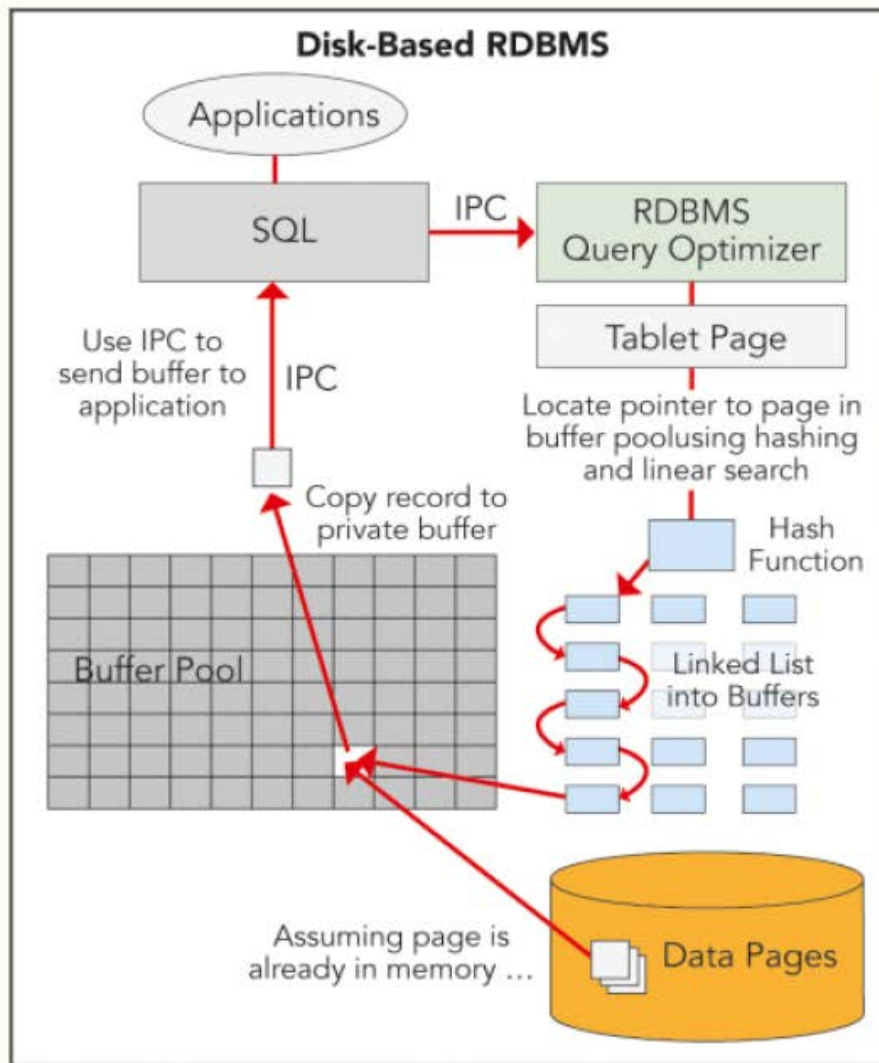 Disk-Based RDBMS
Applications
SQL
IPC
RDBMS
Query Optimizer
Tablet Page
Use IPC to
send buffer to
application
IPC
Locate pointer to page in
buffer poolusing hashing
and linear search
Copy record to
private buffer
Hash
Function
Buffer Pool
Linked List
into Buffers
Assuming page is
already in memory ...
Data Pages